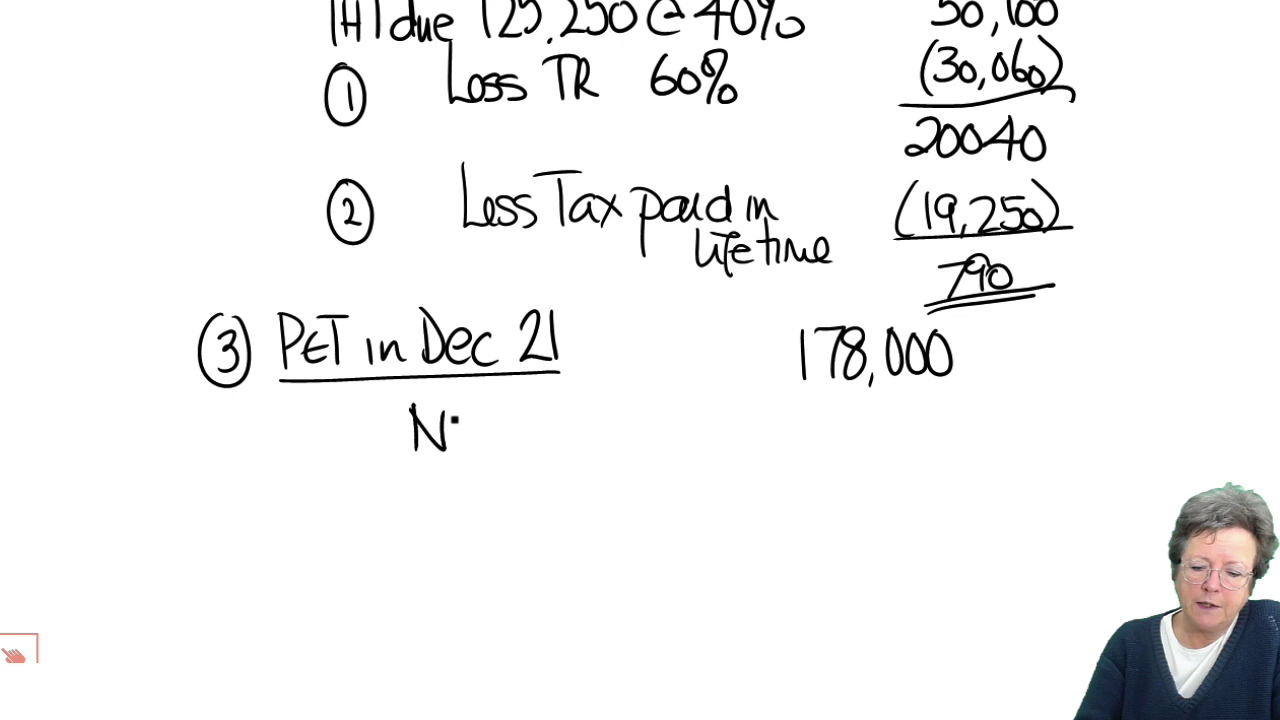 IHT due 125,250 @ 40% 50,100
① Less TR 60% (30,060)
20040
② Less Tax paid in lifetime (19,250)
790
③ PET in Dec 21 178,000
N